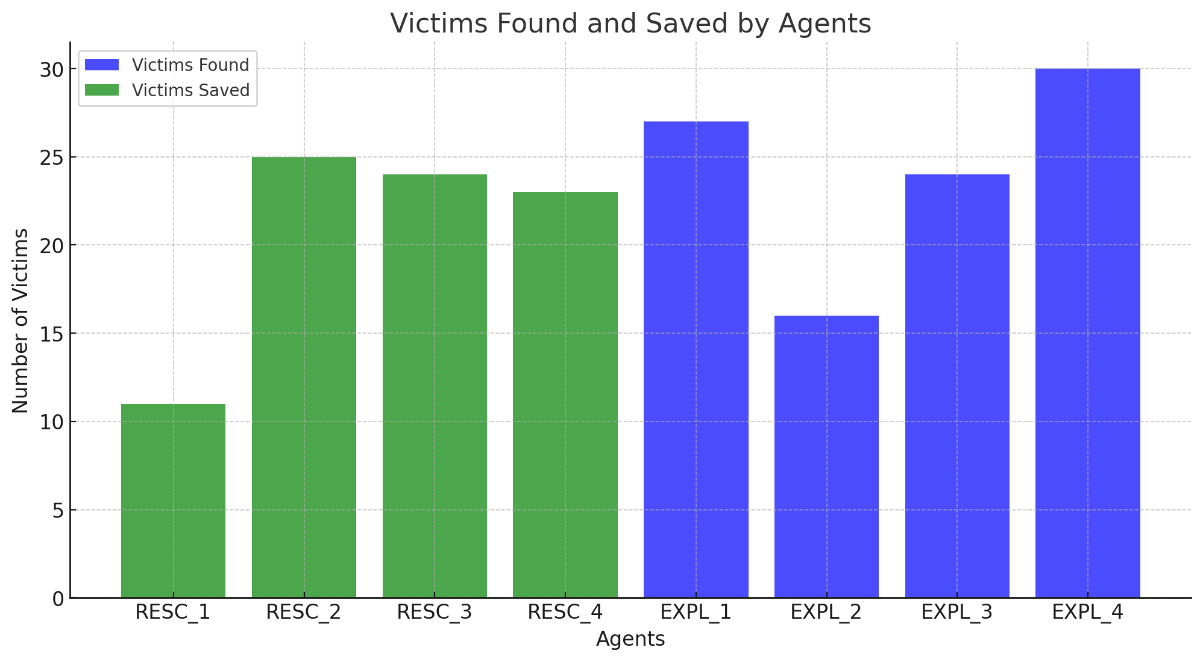 Victims Found and Saved by Agents
Victims Found
Victims Saved
Number of Victims
30
25
20
15
10
5
0
RESC_1 RESC_2 RESC_3 RESC_4 EXPL_1 EXPL_2 EXPL_3 EXPL_4
Agents